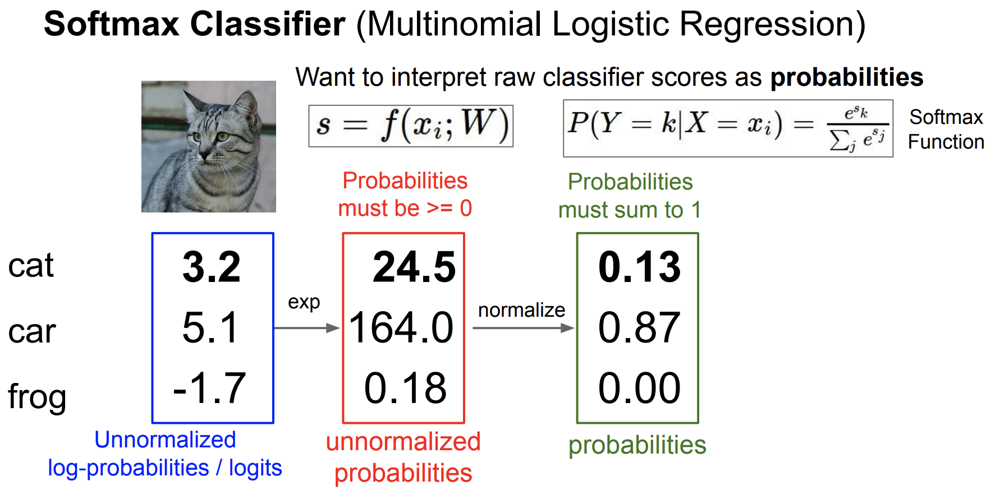 Softmax Classifier (Multinomial Logistic Regression)
Want to interpret raw classifier scores as probabilities
s = f(x_i; W)
P(Y = k|X = x_i) = e^{s_k} / ∑_j e^{s_j}
Softmax
Function
Probabilities
must be >= 0
Probabilities
must sum to 1
cat 3.2 24.5 0.13
exp
normalize
car 5.1 164.0 0.87
frog -1.7 0.18 0.00
Unnormalized
log-probabilities / logits
unnormalized
probabilities
probabilities